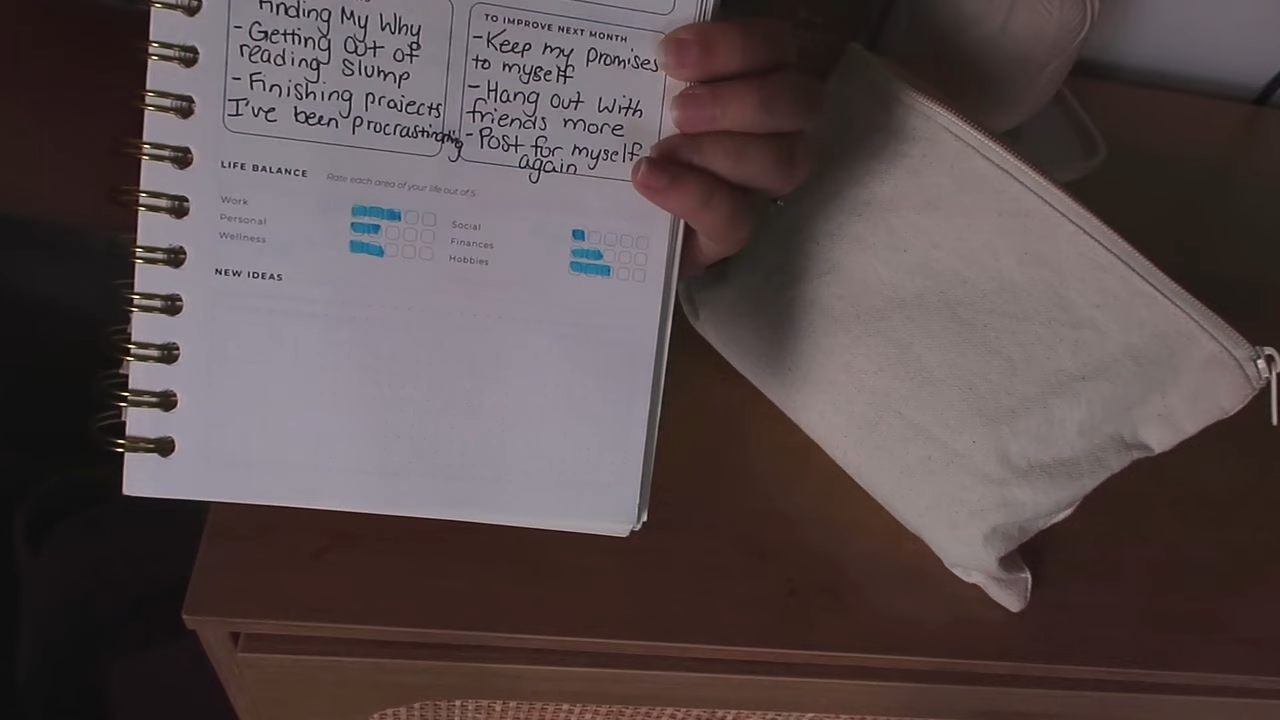 Finding My Why
- Getting out of
reading slump
- Finishing projects
I've been procrastinating
TO IMPROVE NEXT MONTH
- Keep my promises
to myself
- Hang out with
friends more
- Post for myself
again
LIFE BALANCE Rate each area of your life out of 5
Work
Personal
Wellness
Social
Finances
Hobbies
NEW IDEAS